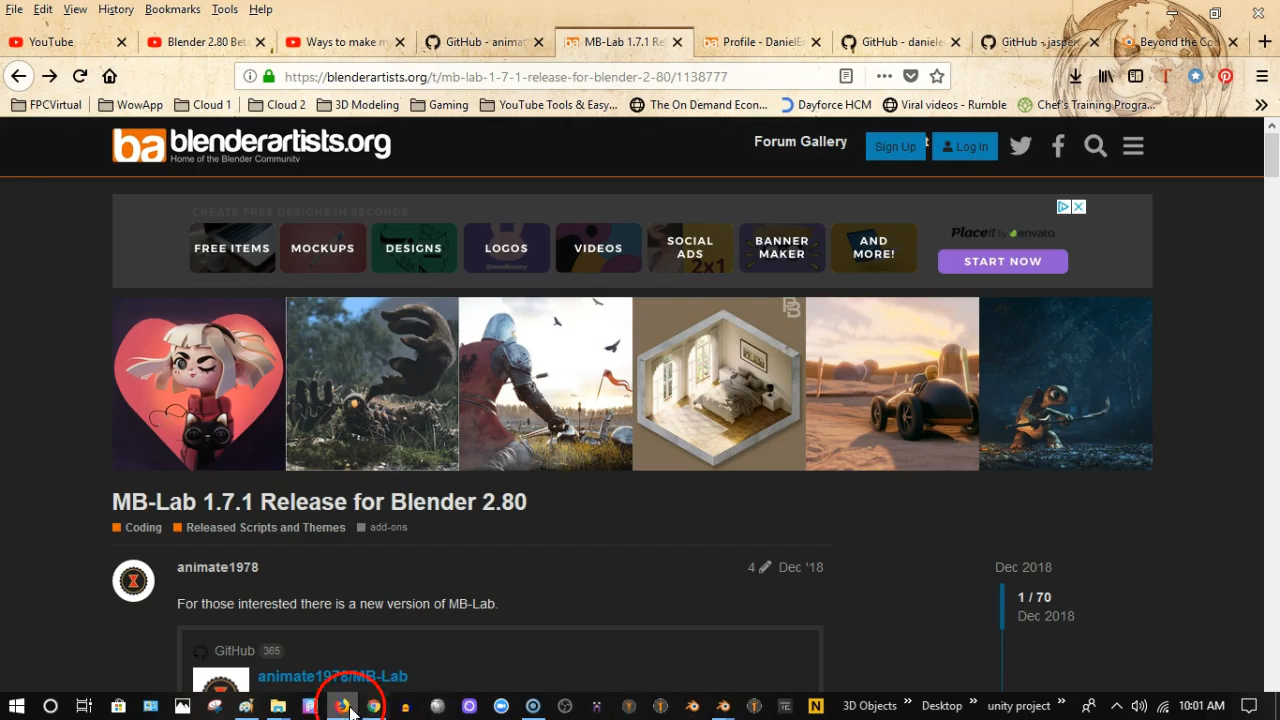 File Edit View History Bookmarks Tools Help
YouTube
Blender 2.80 Bet
Ways to make m
GitHub - animat
MB-Lab 1.7.1 Re
Profile - DanielEn
GitHub - daniele
GitHub - jasper
Beyond the Co
https://blenderartists.org/t/mb-lab-1-7-1-release-for-blender-2-80/1138777
FPCVirtual
WowApp
Cloud 1
Cloud 2
3D Modeling
Gaming
YouTube Tools & Easy...
The On Demand Econ...
Dayforce HCM
Viral videos - Rumble
Chef's Training Progra...
ba blenderartists.org
Home of the Blender Community
Forum Gallery
Sign Up
Log In
CREATE FREE DESIGNS IN SECONDS
FREE ITEMS
MOCKUPS
DESIGNS
LOGOS
VIDEOS
SOCIAL ADS
2x1
BANNER MAKER
AND MORE!
Placeit by envato
START NOW
MB-Lab 1.7.1 Release for Blender 2.80
Coding Released Scripts and Themes add-ons
animate1978
4 Dec '18
For those interested there is a new version of MB-Lab.
GitHub 365
animate1978/MB-Lab
Dec 2018
1 / 70
Dec 2018
3D Objects
Desktop
unity project
10:01 AM